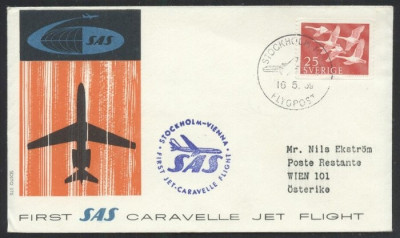 SAS
STOCKHOLM
16 5. 60
FLYGPOST
25
SVERIGE
STOCKHOLM-VIENNA
SAS
FIRST JET-CARAVELLE FLIGHT
Mr. Nils Ekström
Poste Restante
WIEN 101
Österike
FIRST SAS CARAVELLE JET FLIGHT